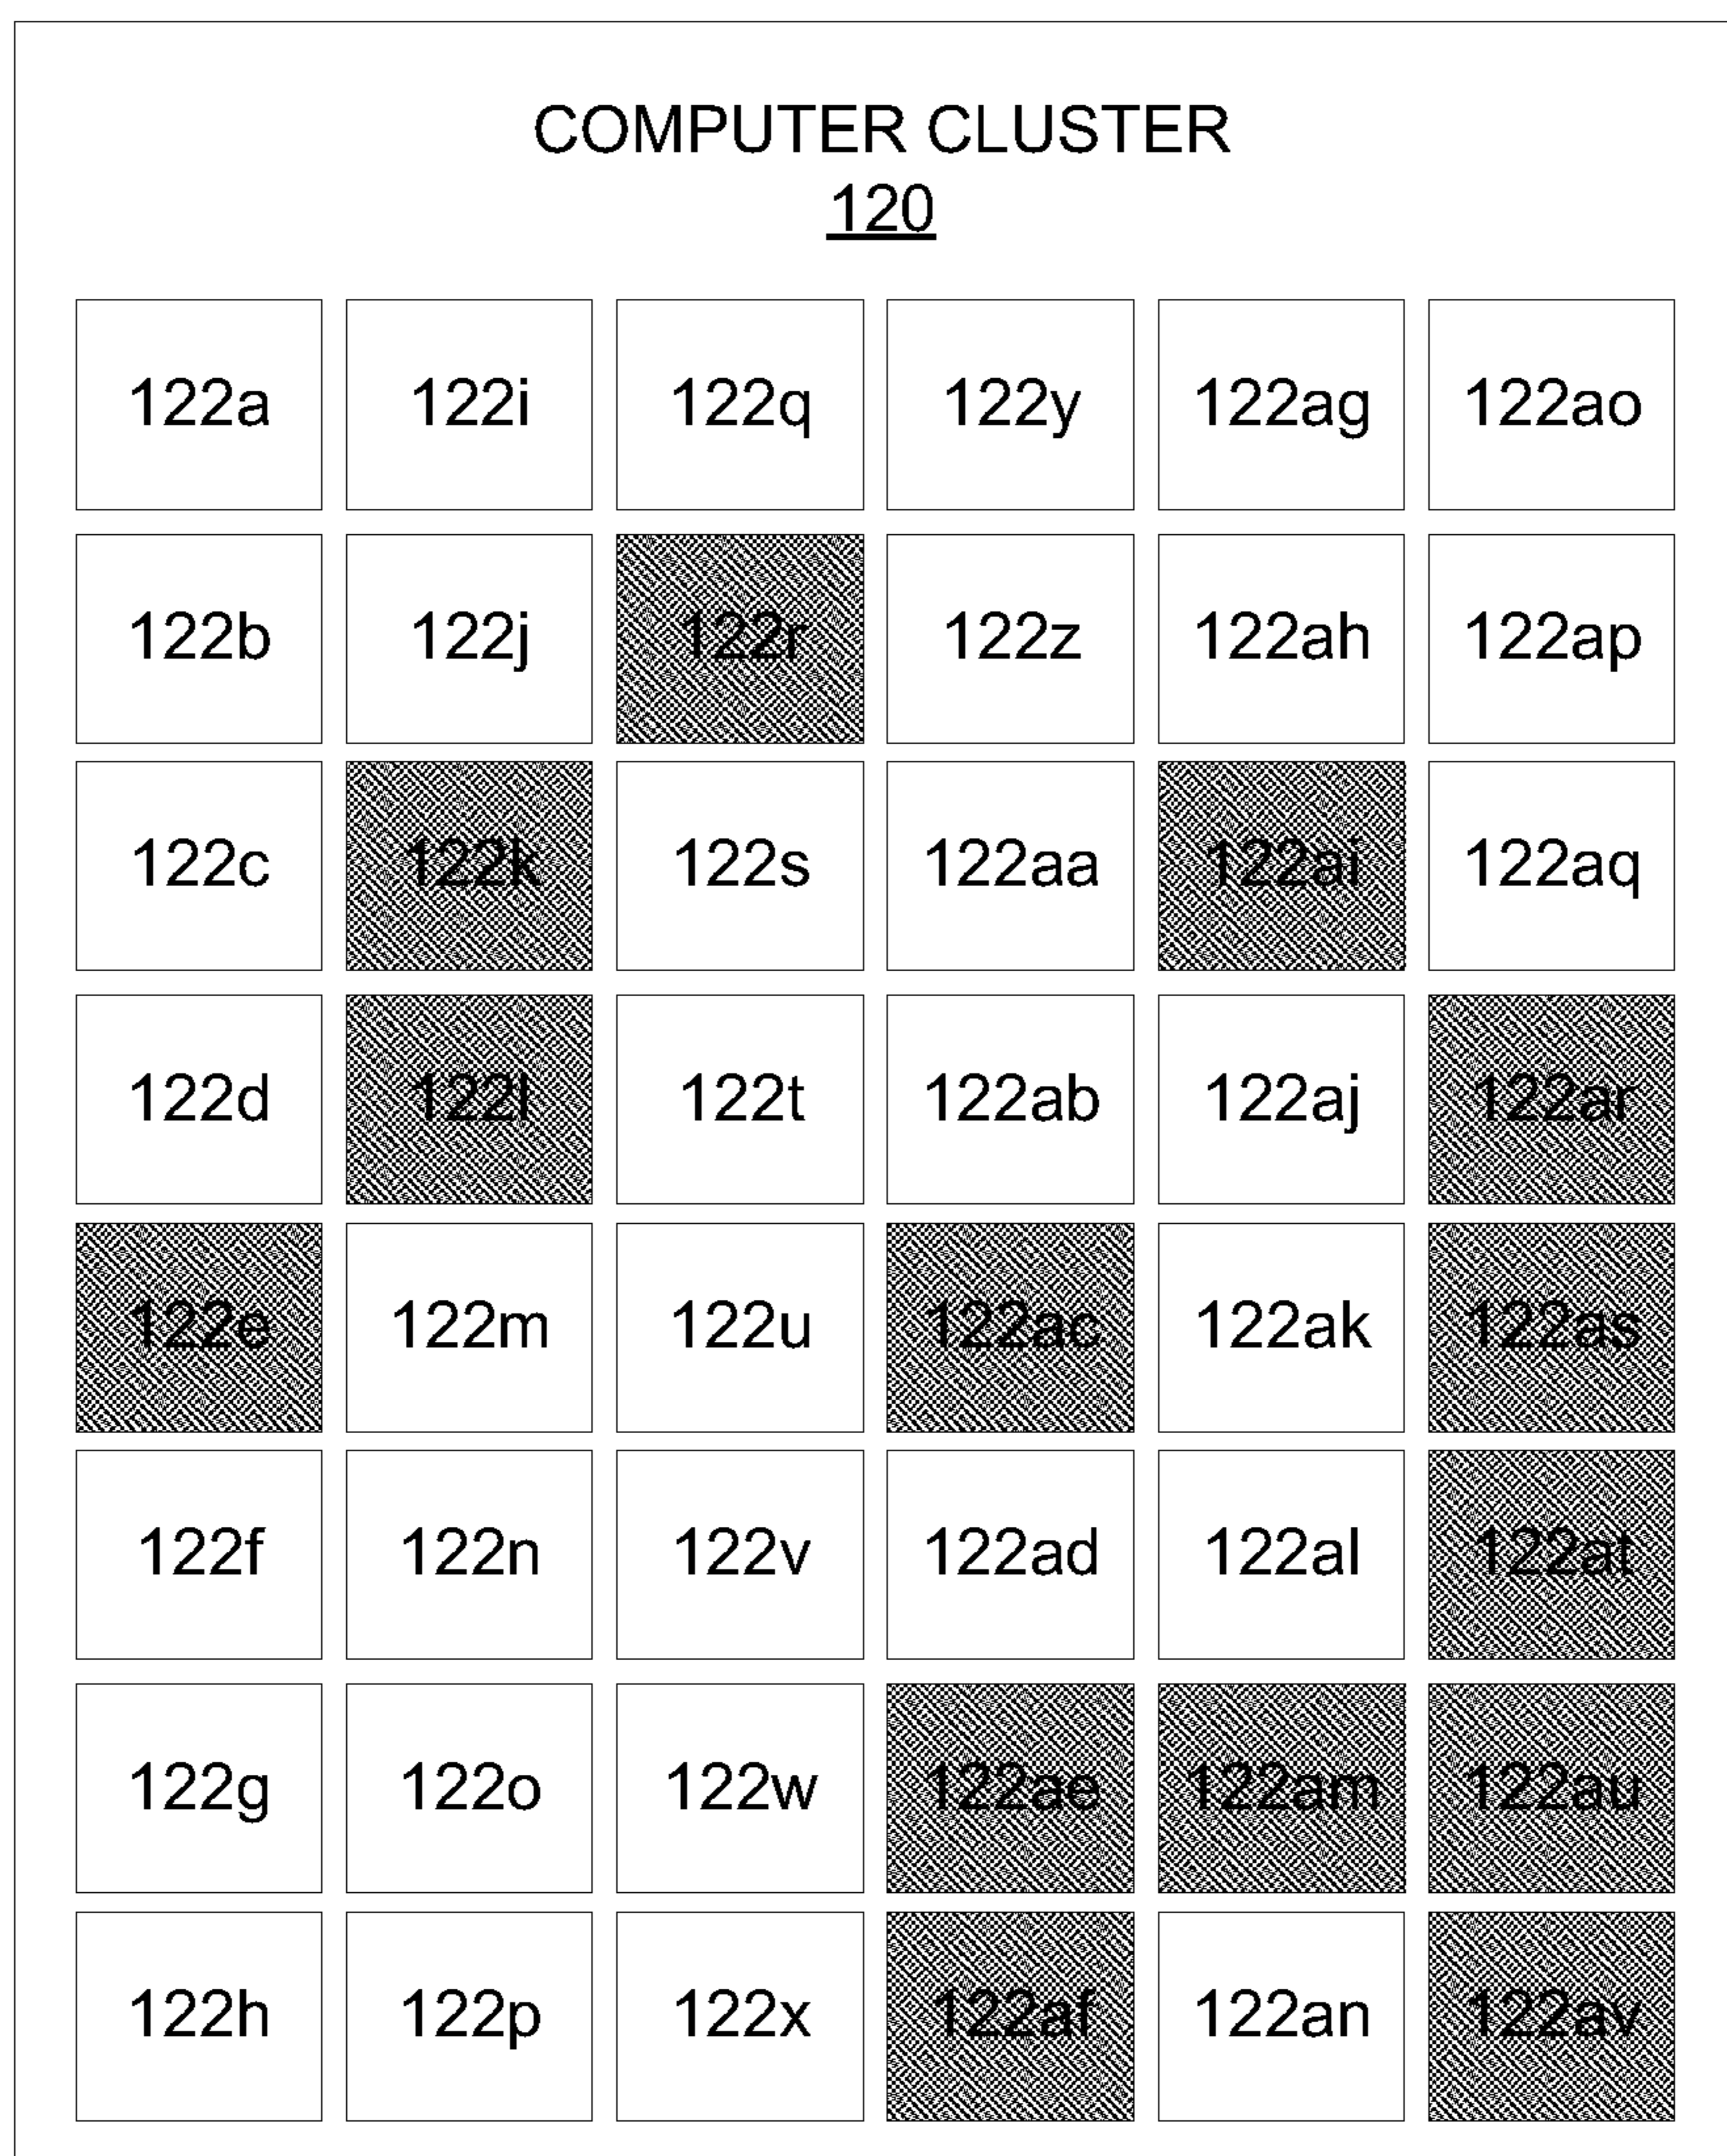 COMPUTER CLUSTER
120
122a 122i 122q 122y 122ag 122ao
122b 122j 122r 122z 122ah 122ap
122c 122k 122s 122aa 122ai 122aq
122d 122l 122t 122ab 122aj 122ar
122e 122m 122u 122ac 122ak 122as
122f 122n 122v 122ad 122al 122at
122g 122o 122w 122ae 122am 122au
122h 122p 122x 122af 122an 122av